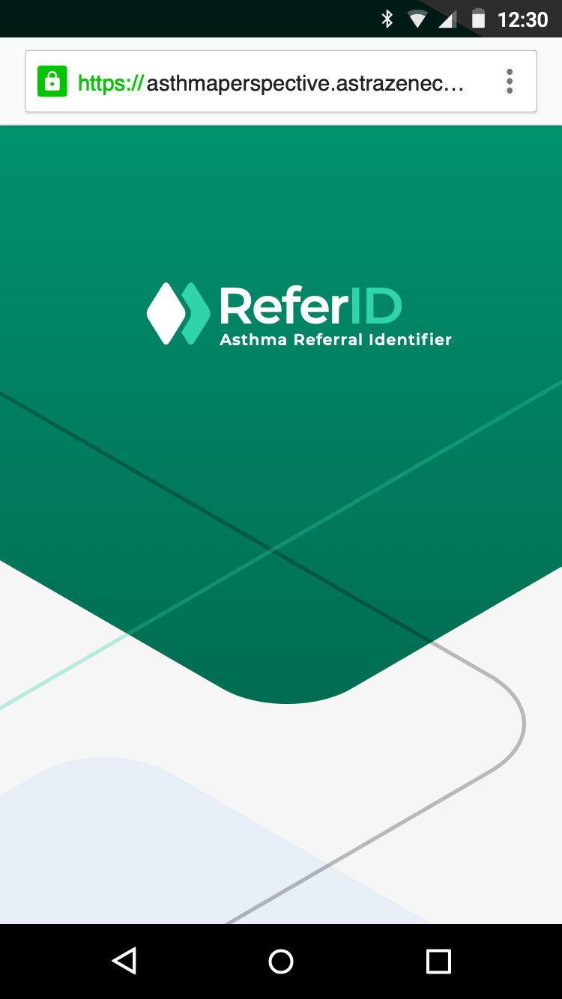 12:30
https://asthmaperspective.astrazenec…
ReferID
Asthma Referral Identifier